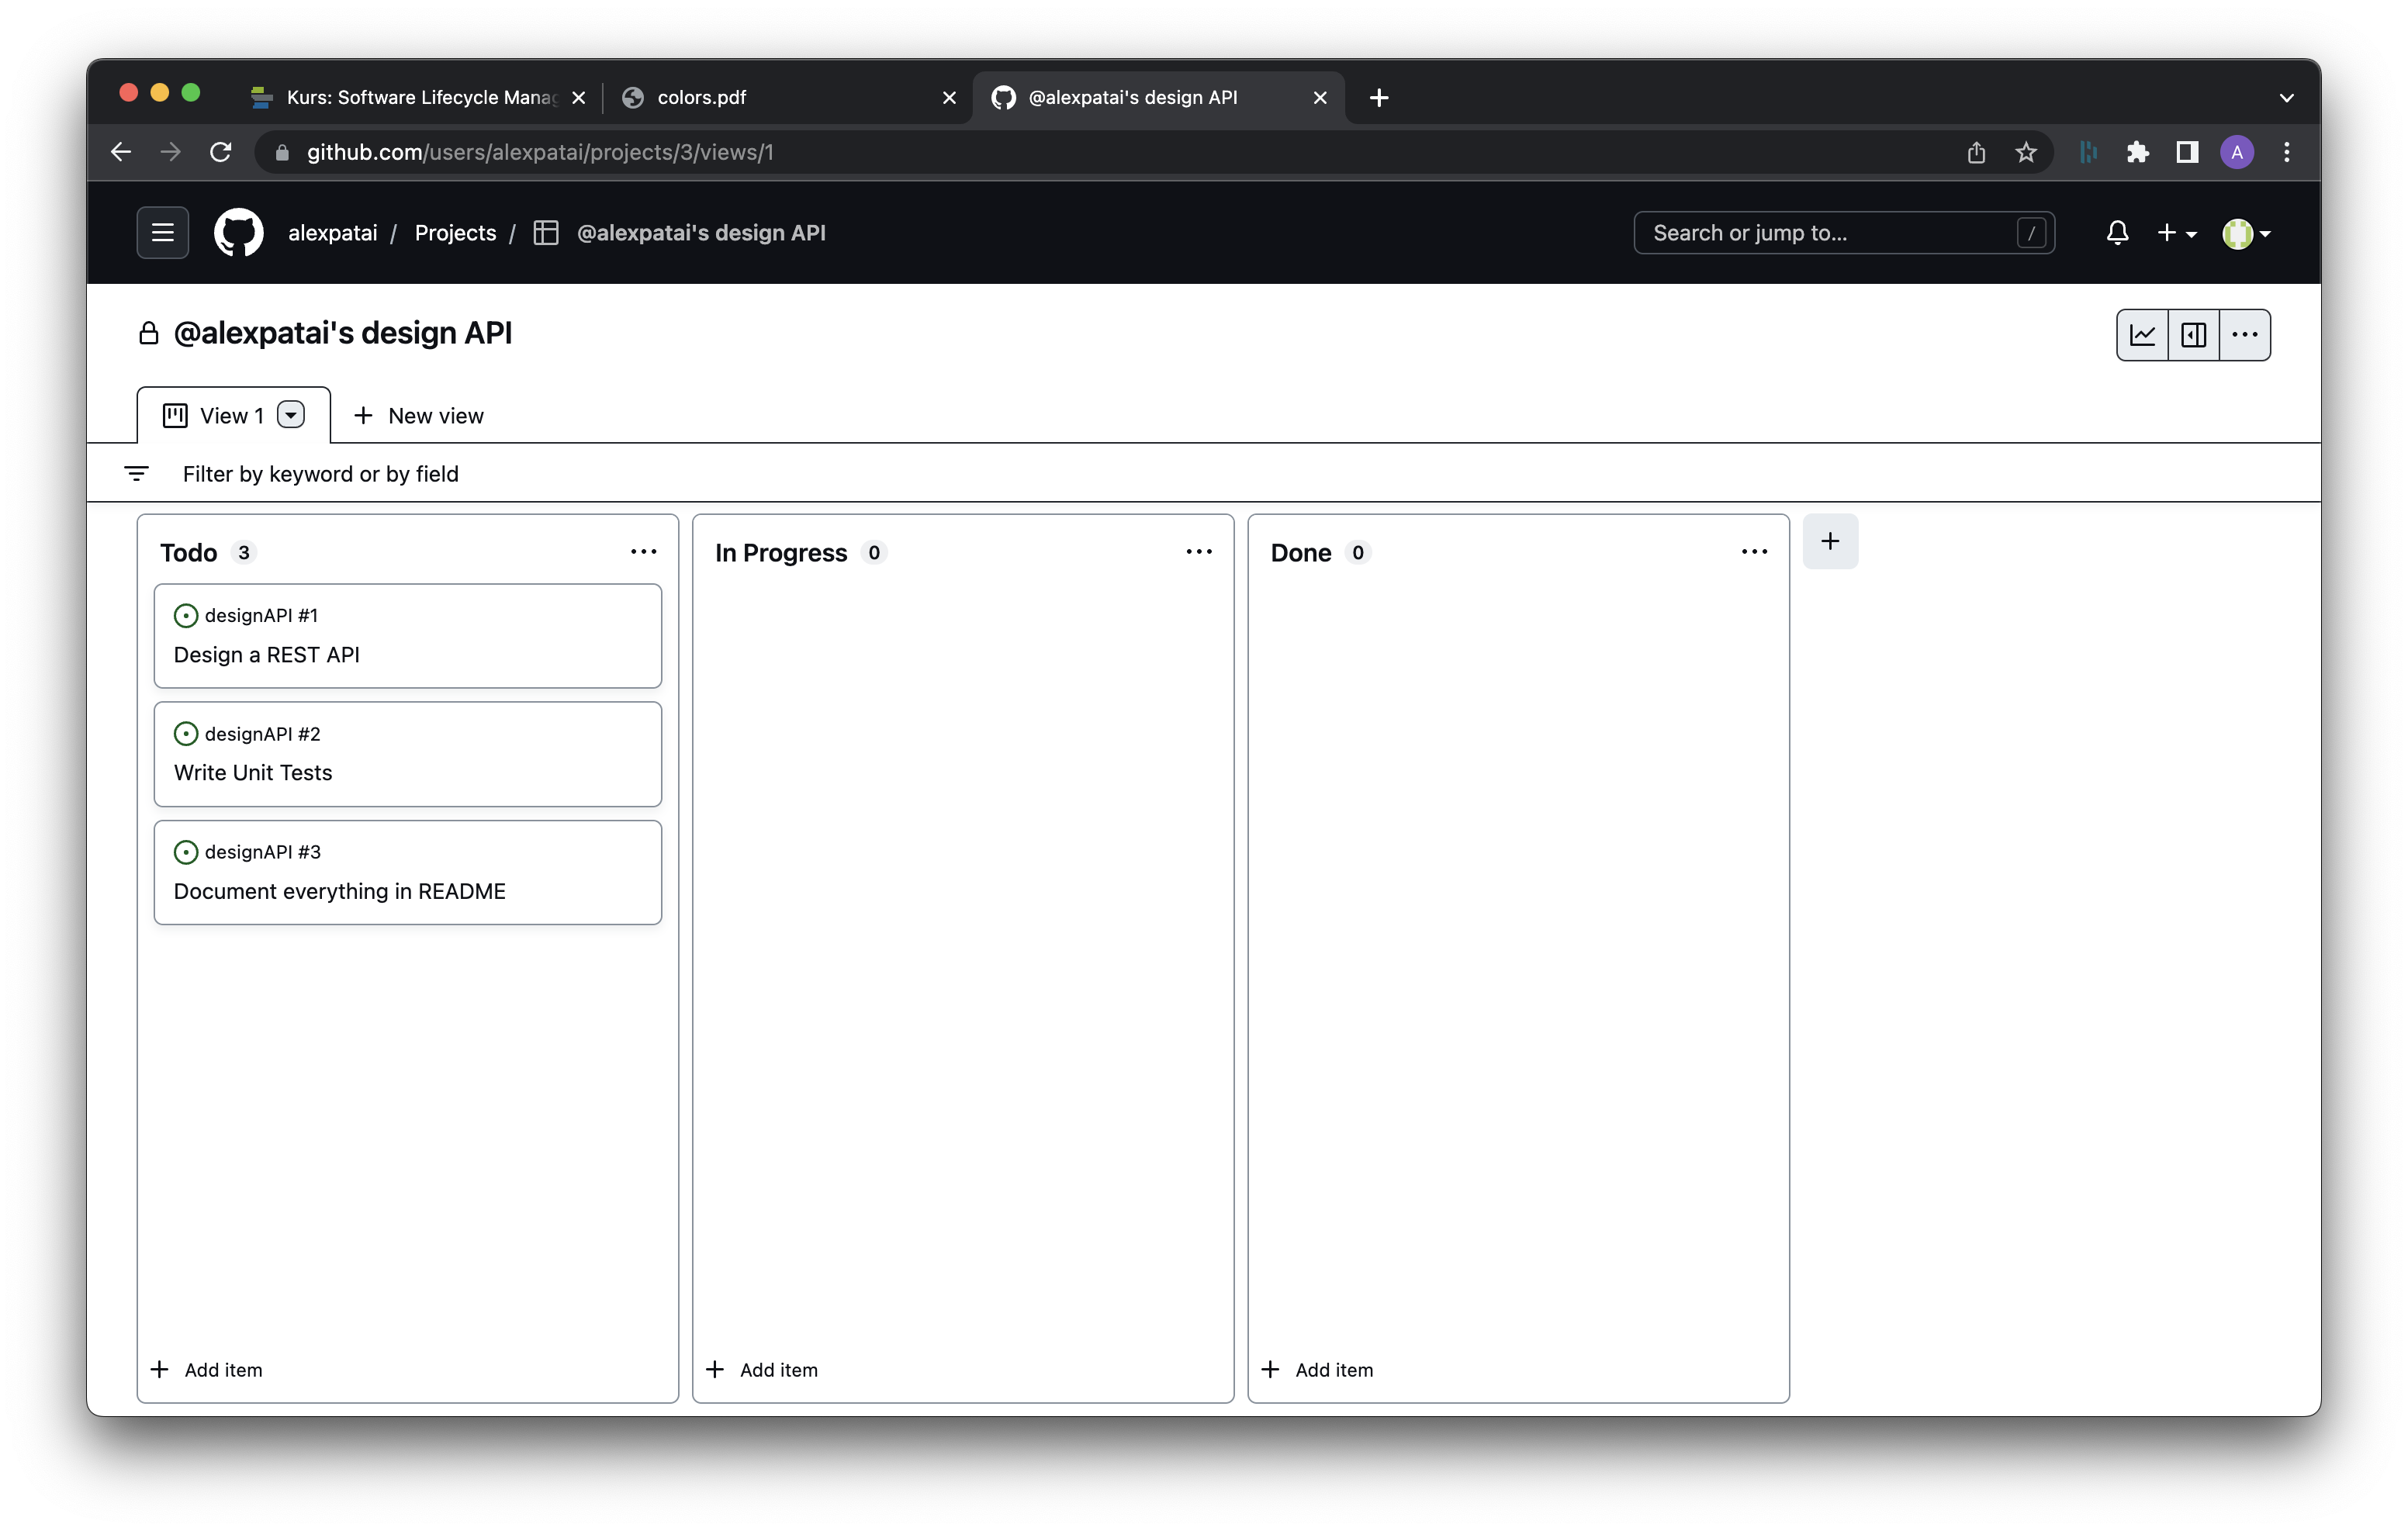 Kurs: Software Lifecycle Manag
colors.pdf
@alexpatai's design API
github.com/users/alexpatai/projects/3/views/1
A
alexpatai / Projects / @alexpatai's design API
Search or jump to... /
@alexpatai's design API
View 1
New view
Filter by keyword or by field
Todo 3
designAPI #1
Design a REST API
designAPI #2
Write Unit Tests
designAPI #3
Document everything in README
Add item
In Progress 0
Add item
Done 0
Add item